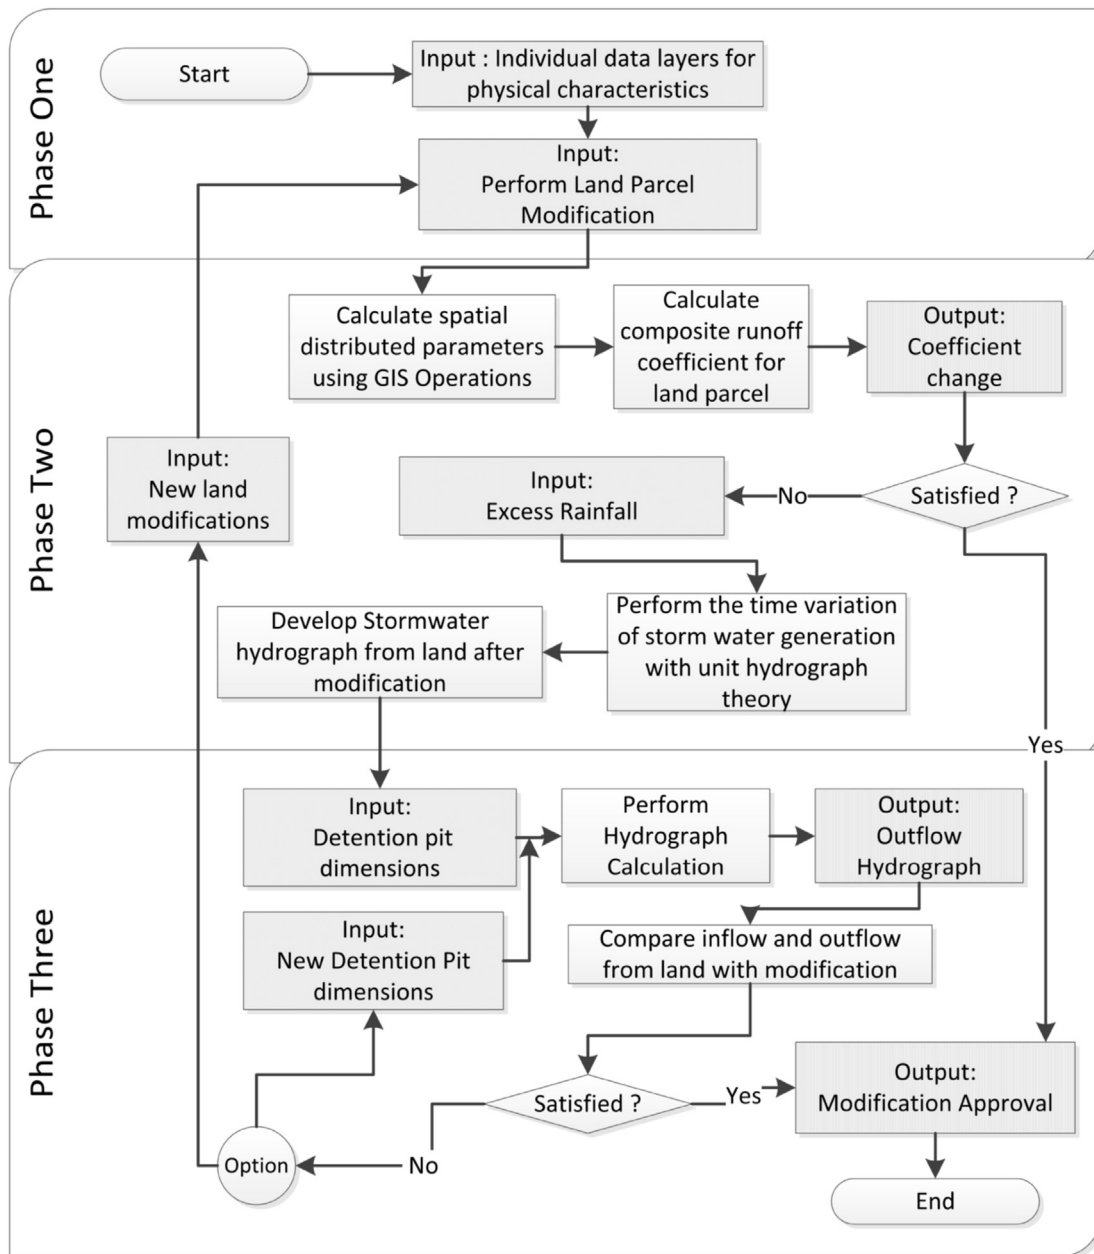 Phase One
Start
Input : Individual data layers for
physical characteristics
Input:
Perform Land Parcel
Modification
Phase Two
Calculate spatial
distributed parameters
using GIS Operations
Calculate
composite runoff
coefficient for
land parcel
Output:
Coefficient
change
Input:
New land
modifications
Input:
Excess Rainfall
No
Satisfied ?
Develop Stormwater
hydrograph from land after
modification
Perform the time variation
of storm water generation
with unit hydrograph
theory
Yes
Phase Three
Input:
Detention pit
dimensions
Perform
Hydrograph
Calculation
Output:
Outflow
Hydrograph
Input:
New Detention Pit
dimensions
Compare inflow and outflow
from land with modification
Satisfied ?
Yes
Output:
Modification Approval
Option
No
End